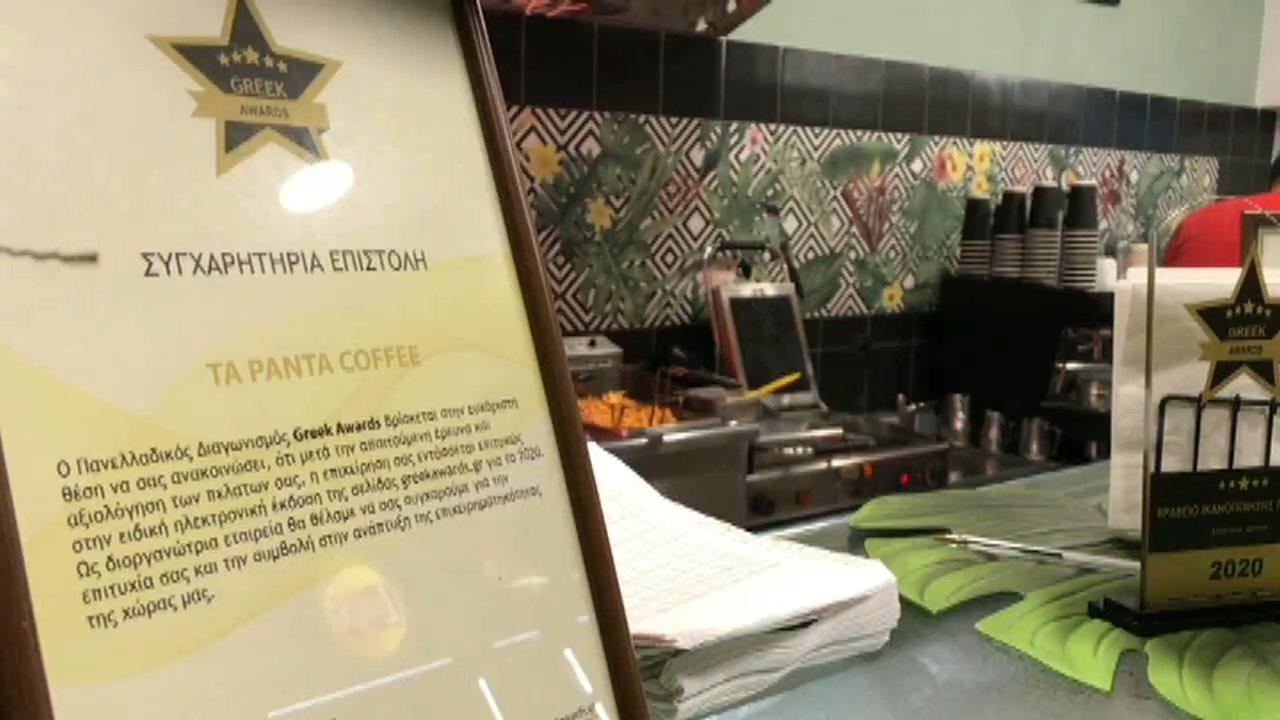 GREEK
AWARDS
ΣΥΓΧΑΡΗΤΗΡΙΑ ΕΠΙΣΤΟΛΗ
ΤΑ PANTA COFFEE
Ο Πανελλαδικός Διαγωνισμός Greek Awards βρίσκεται στην ευχάριστη
θέση να σας ανακοινώσει, ότι μετά την απαιτούμενη έρευνα και
αξιολόγηση των πελατων σας, η επιχείρηση σας εντάσσεται επιτυχώς
στην ειδική ηλεκτρονική έκδοση της σελίδας greekawards.gr για το 2020.
Ως διοργανώτρια εταιρεία θα θέλαμε να σας συγχαρούμε για την
επιτυχία σας και την συμβολή στην ανάπτυξη της επιχειρηματικότητας
της χώρας μας.
GREEK
AWARDS
ΒΡΑΒΕΙΟ ΙΚΑΝΟΠΟΙΗΣΗΣ
2020